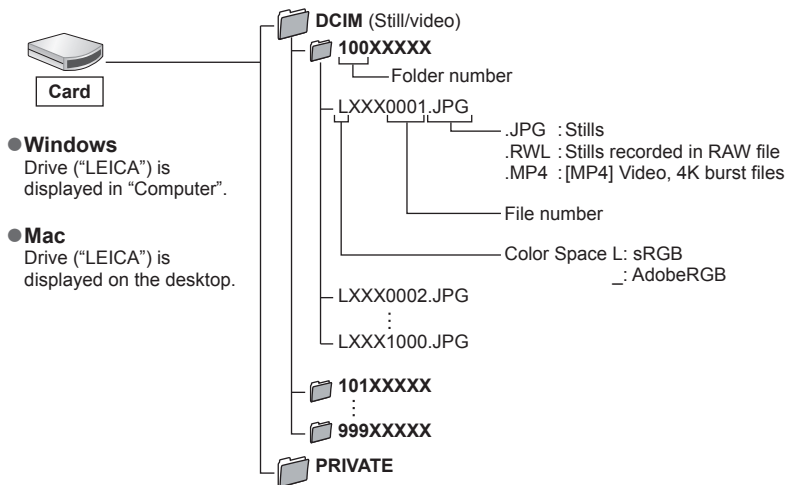 Card
●Windows
Drive ("LEICA") is
displayed in “Computer”.
●Mac
Drive ("LEICA") is
displayed on the desktop.
DCIM (Still/video)
100XXXXX
Folder number
LXXX0001.JPG
.JPG : Stills
.RWL : Stills recorded in RAW file
.MP4 : [MP4] Video, 4K burst files
File number
Color Space L: sRGB
_: AdobeRGB
LXXX0002.JPG
LXXX1000.JPG
101XXXXX
999XXXXX
PRIVATE